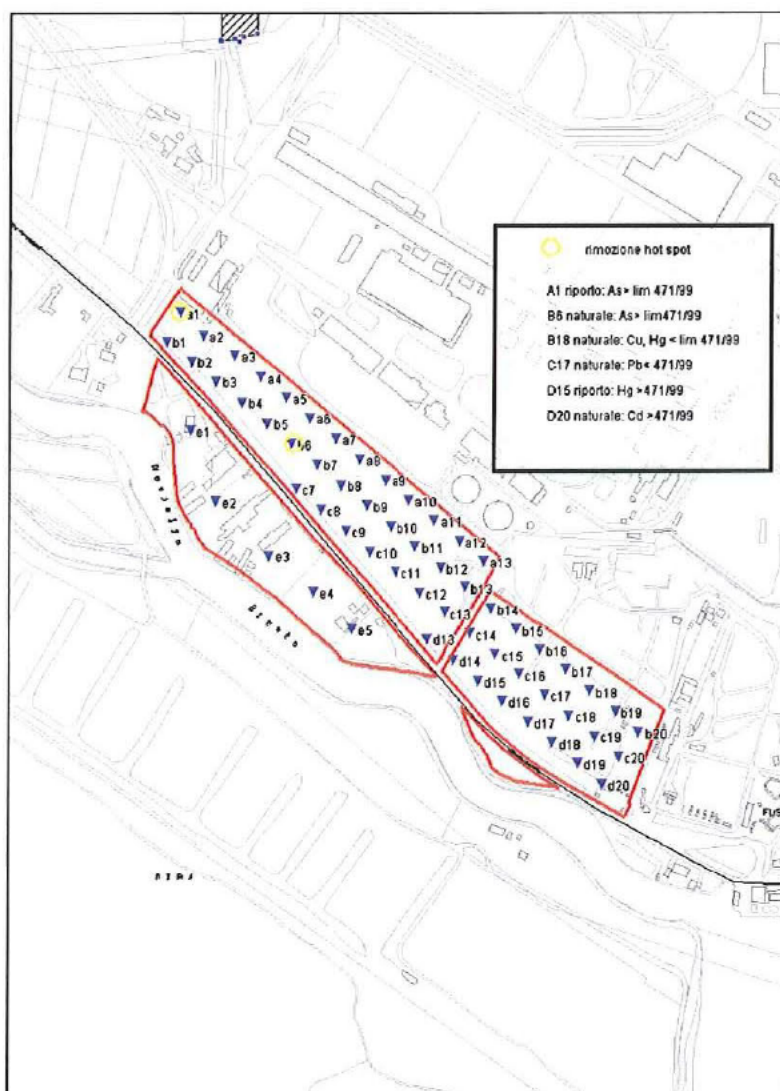 rimozione hot spot
A1 riporto: As> lim 471/99
B6 naturale: As> lim471/99
B18 naturale: Cu, Hg < lim 471/99
C17 naturale: Pb< 471/99
D15 riporto: Hg >471/99
D20 naturale: Cd >471/99
a1
a2
b1
a3
b2
a4
b3
a5
b4
a6
b5
a7
e1
b6
a8
b7
a9
b8
c7
a10
e2
b9
c8
a11
b10
c9
a12
b11
c10
e3
a13
b12
c11
b13
e4
c12
b14
c13
b15
e5
c14
d13
b16
c15
d14
b17
c16
d15
b18
c17
d16
b19
c18
d17
b20
c19
d18
c20
d19
d20
FUS